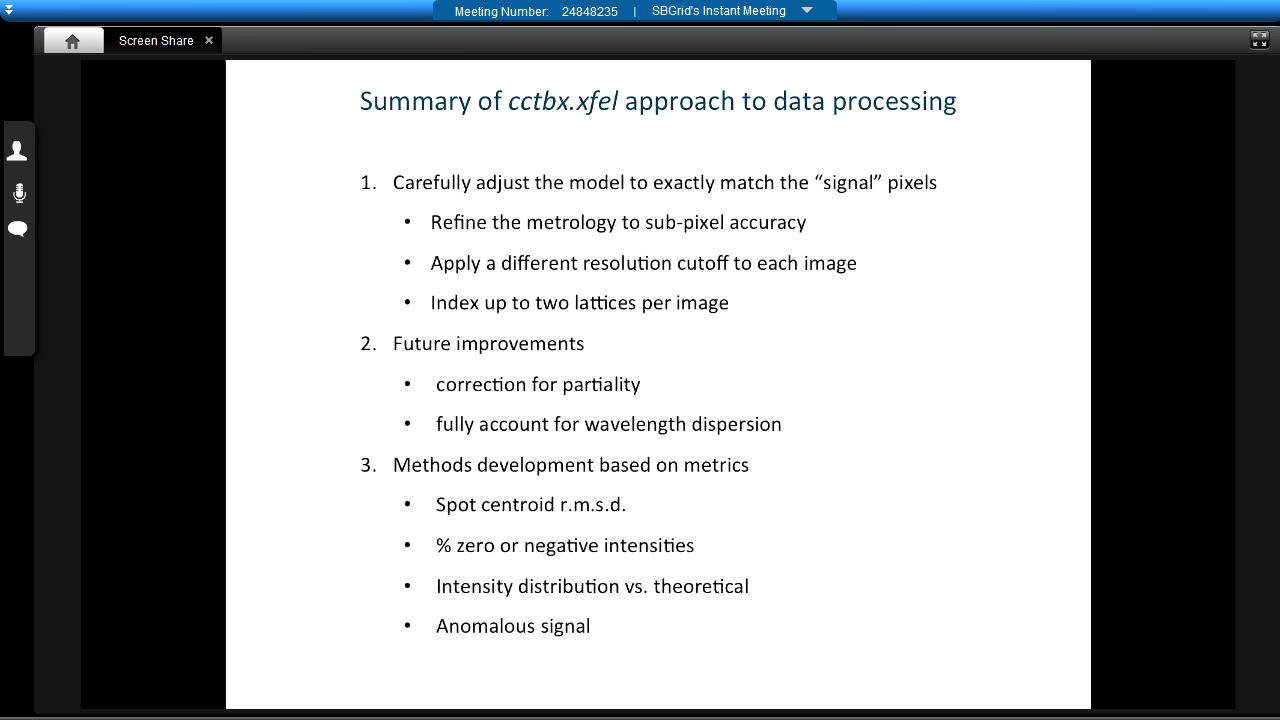 Meeting Number: 24848235 | SBGrid's Instant Meeting
Screen Share ×
Summary of cctbx.xfel approach to data processing
1. Carefully adjust the model to exactly match the “signal” pixels
• Refine the metrology to sub-pixel accuracy
• Apply a different resolution cutoff to each image
• Index up to two lattices per image
2. Future improvements
• correction for partiality
• fully account for wavelength dispersion
3. Methods development based on metrics
• Spot centroid r.m.s.d.
• % zero or negative intensities
• Intensity distribution vs. theoretical
• Anomalous signal